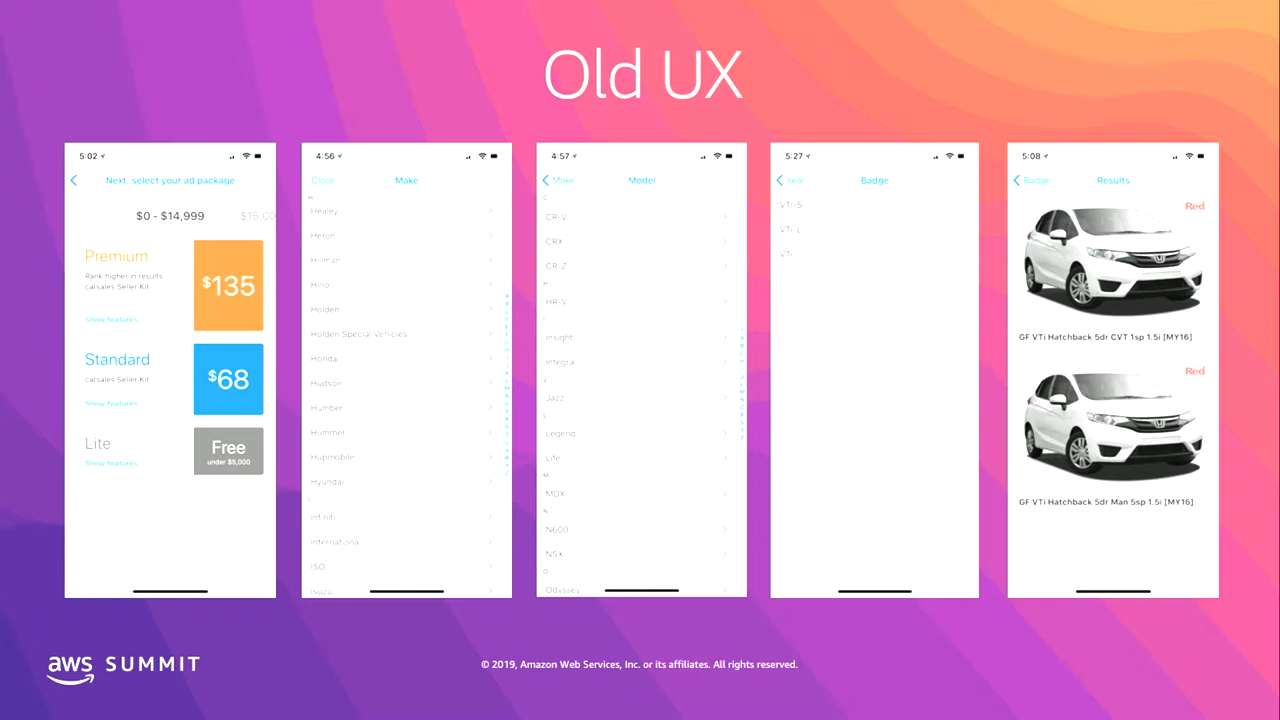 Old UX
5:02
Next, select your ad package
$0 - $14,999
$15,00
Premium
Rank higher in results
carsales Seller Kit
Show features
$135
Standard
carsales Seller Kit
Show features
$68
Lite
Show features
Free
under $5,000
4:56
Close
Make
H
Healey
Heron
Hillman
Hino
Holden
Holden Special Vehicles
Honda
Hudson
Humber
Hummer
Hupmobile
Hyundai
I
Infiniti
International
ISO
Isuzu
4:57
Make
Model
C
CR-V
CRX
CR-Z
H
HR-V
I
Insight
Integra
J
Jazz
L
Legend
Life
M
MDX
N
N600
NSX
O
Odyssey
5:27
Year
Badge
VTi-S
VTi-L
VTi
5:08
Badge
Results
Red
GF VTi Hatchback 5dr CVT 1sp 1.5i [MY16]
Red
GF VTi Hatchback 5dr Man 5sp 1.5i [MY16]
aws SUMMIT
© 2019, Amazon Web Services, Inc. or its affiliates. All rights reserved.